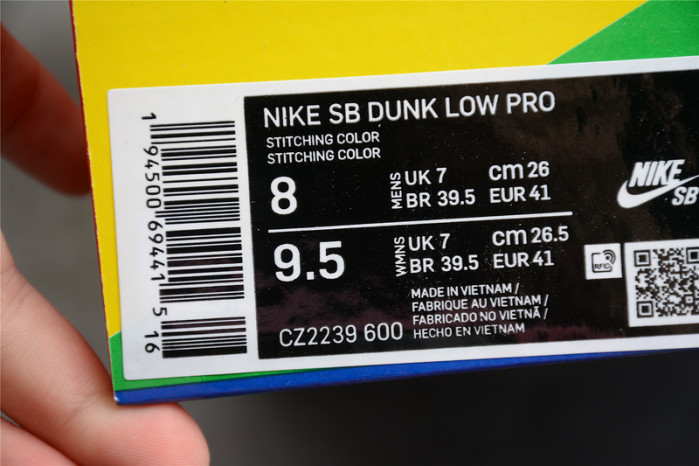 1 94500 69441 5 16
NIKE SB DUNK LOW PRO
STITCHING COLOR
STITCHING COLOR
8
MENS
UK 7 cm 26
BR 39.5 EUR 41
9.5
WMNS
UK 7 cm 26.5
BR 39.5 EUR 41
MADE IN VIETNAM /
FABRIQUE AU VIETNAM /
FABRICADO NO VIETNÃ /
HECHO EN VIETNAM
CZ2239 600
NIKE
SB
RFID